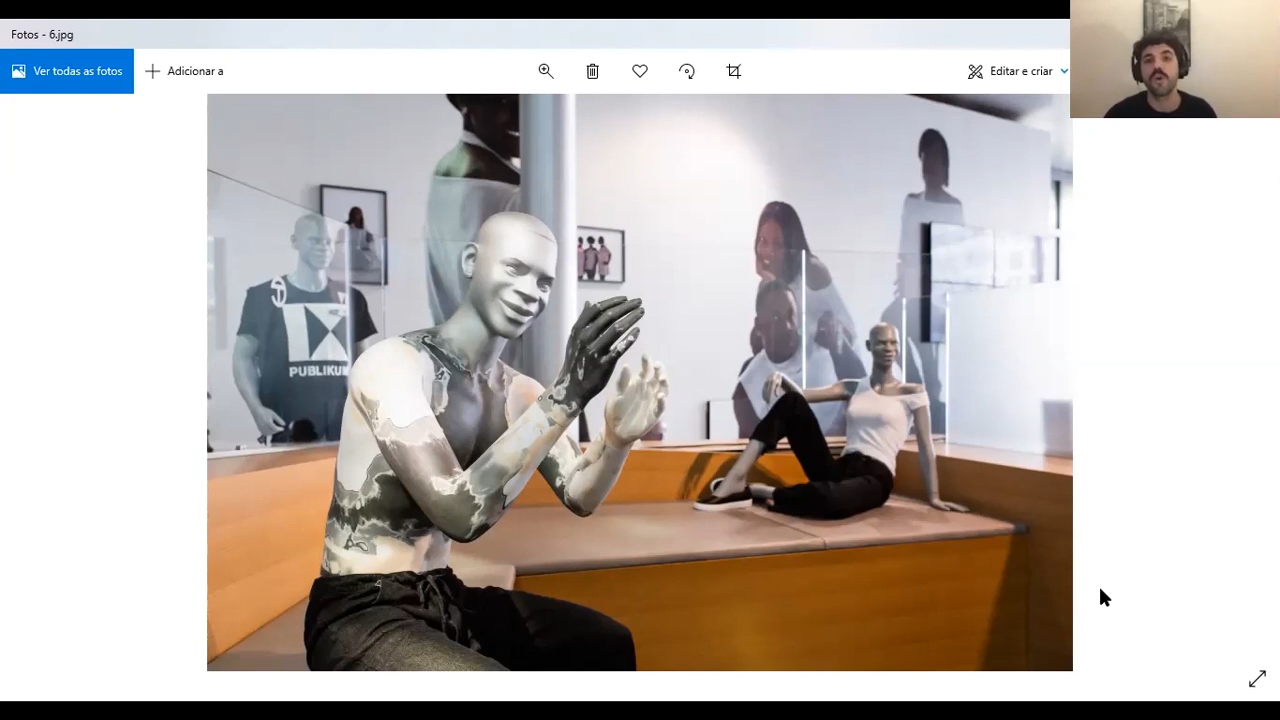 Fotos - 6.jpg
Ver todas as fotos
Adicionar a
Editar e criar
PUBLIKUM